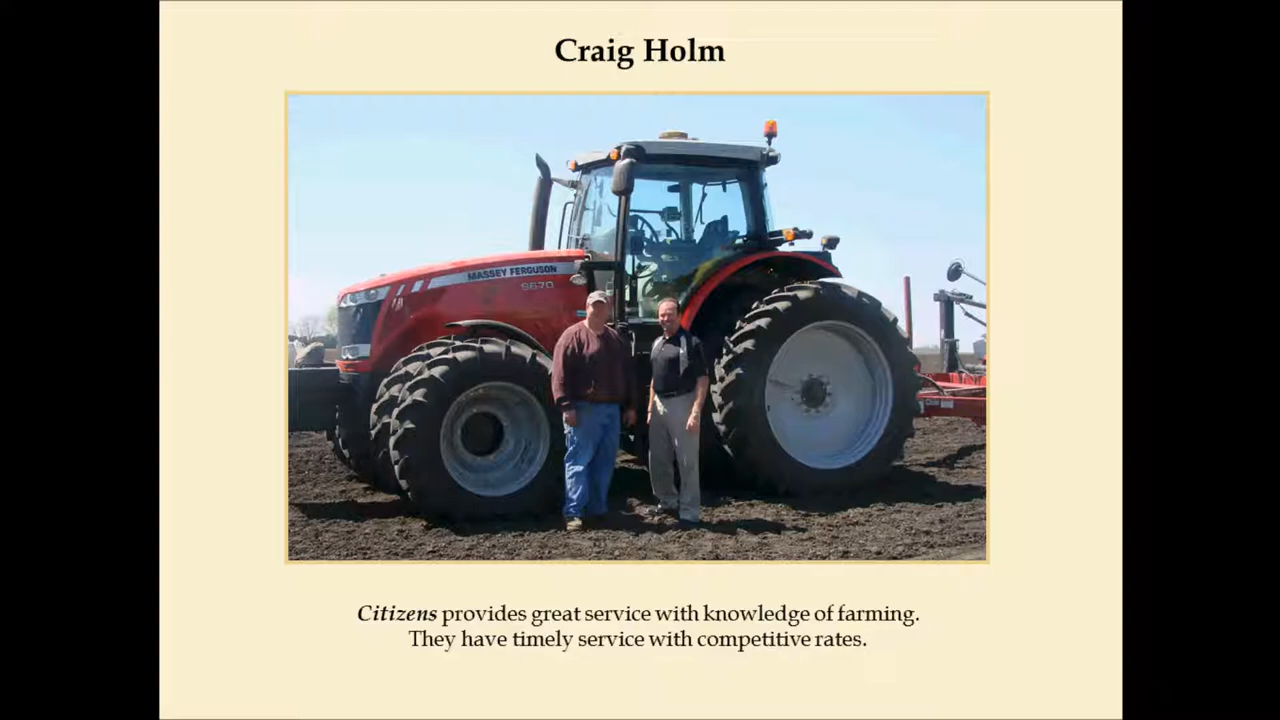 Craig Holm
MASSEY FERGUSON
8670
Citizens provides great service with knowledge of farming.
They have timely service with competitive rates.